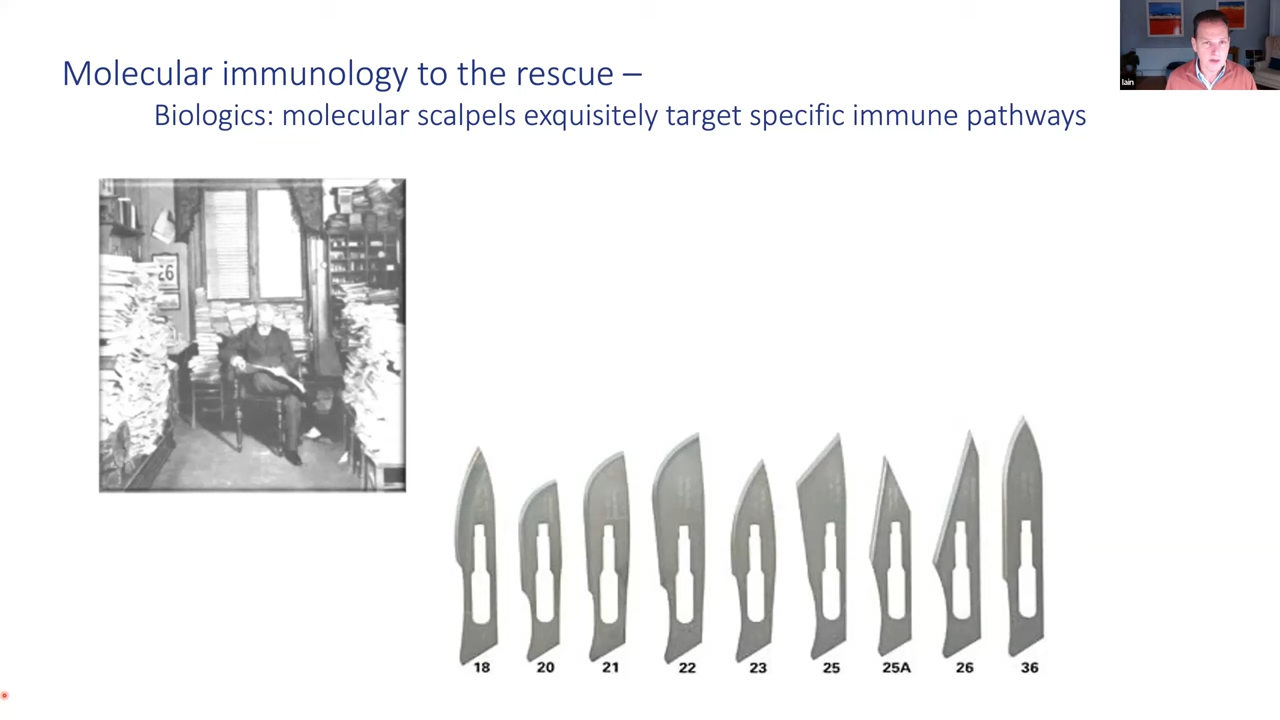 Molecular immunology to the rescue –
Biologics: molecular scalpels exquisitely target specific immune pathways
Iain
26
18 20 21 22 23 25 25A 26 36